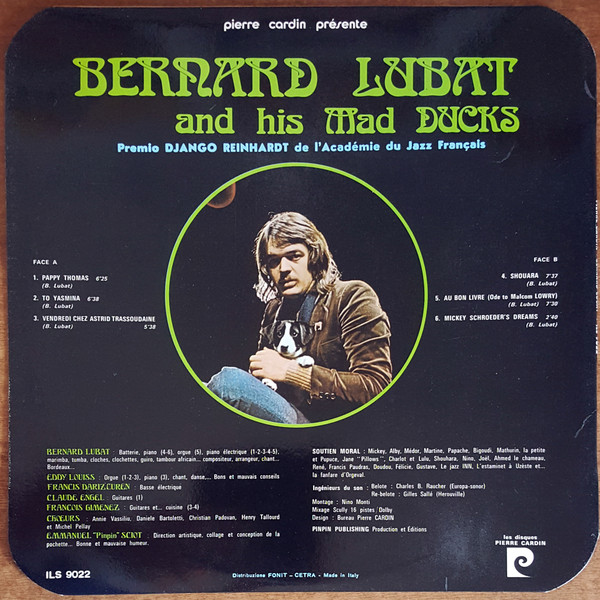 pierre cardin présente
BERNARD LUBAT
and his Mad DUCKS
Premio DJANGO REINHARDT de l'Académie du Jazz Français
FACE A
1. PAPPY THOMAS 6'25
(B. Lubat)
2. TO YASMINA 6'38
(B. Lubat)
3. VENDREDI CHEZ ASTRID TRASSOUDAINE
(B. Lubat) 5'38
FACE B
4. SHOUARA 7'37
(B. Lubat)
5. AU BON LIVRE (Ode to Malcom LOWRY)
(B. Lubat) 7'30
6. MICKEY SCHROEDER'S DREAMS 2'40
(B. Lubat)
BERNARD LUBAT : Batterie, piano (4-6), orgue (5), piano électrique (1-2-3-4-5),
marimba, tomba, cloches, clochettes, guiro, tambour africain... compositeur, arrangeur, chant...
Bordeaux...
EDDY LOUISS : Orgue (1-2-3), piano (3), chant, danse,... Bons et mauvais conseils
FRANCIS DARIZCUREN : Basse électrique
CLAUDE ENGEL : Guitares (1)
FRANÇOIS GIMENEZ : Guitares et... cuisine (3-4)
CHŒURS : Annie Vassiliu, Daniele Bartoletti, Christian Padovan, Henry Tallourd
et Michel Pellay
EMMANUEL "Pinpin" SCIOT : Direction artistique, collage et conception de la
pochette... Bonne et mauvaise humeur.
SOUTIEN MORAL : Mickey, Alby, Médor, Martine, Papache, Bigoudi, Mathurin, la petite
et Pupuce, Jane "Pillows", Charlot et Lulu, Shouhara, Nino, Joël, Ahmed le chameau,
René, Francis Paudras, Doudou, Félicie, Gustave, Le jazz INN, L'estaminet à Uzeste et...
la fanfare d'Orgeval.
Ingénieurs du son : Belote : Charles B. Raucher (Europa-sonor)
Re-belote : Gilles Sallé (Herouville)
Montage : Nino Monti
Mixage Scully 16 pistes / Dolby
Design : Bureau Pierre CARDIN
PINPIN PUBLISHING Production et Editions
les disques
PIERRE CARDIN
ILS 9022
Distribuzione FONIT - CETRA - Made in Italy